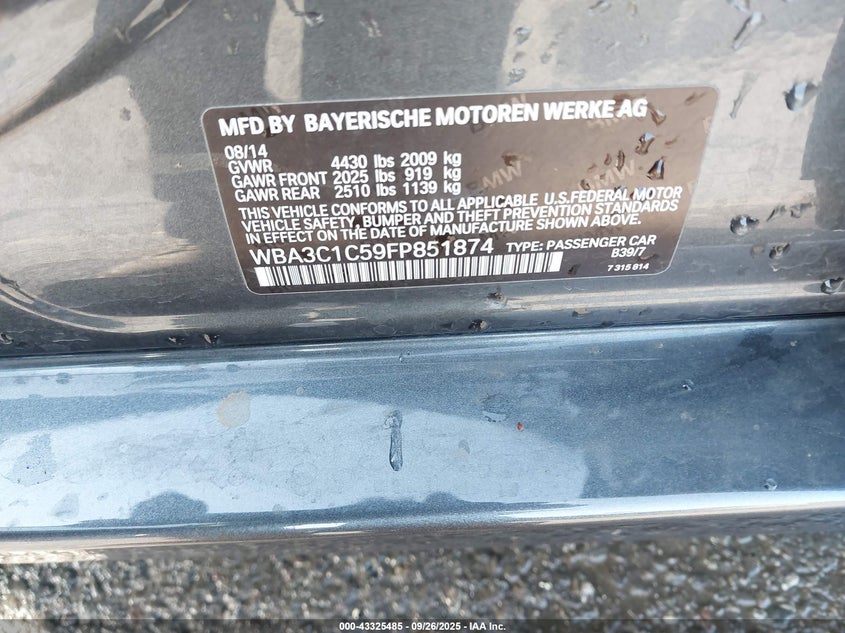 MFD BY BAYERISCHE MOTOREN WERKE AG
08/14
GVWR 4430 lbs 2009 kg
GAWR FRONT 2025 lbs 919 kg
GAWR REAR 2510 lbs 1139 kg
THIS VEHICLE CONFORMS TO ALL APPLICABLE U.S.FEDERAL MOTOR
VEHICLE SAFETY, BUMPER AND THEFT PREVENTION STANDARDS
IN EFFECT ON THE DATE OF MANUFACTURE SHOWN ABOVE.
WBA3C1C59FP851874 TYPE: PASSENGER CAR
B39/7
7 315 814
000-43325485 - 09/26/2025 - IAA Inc.